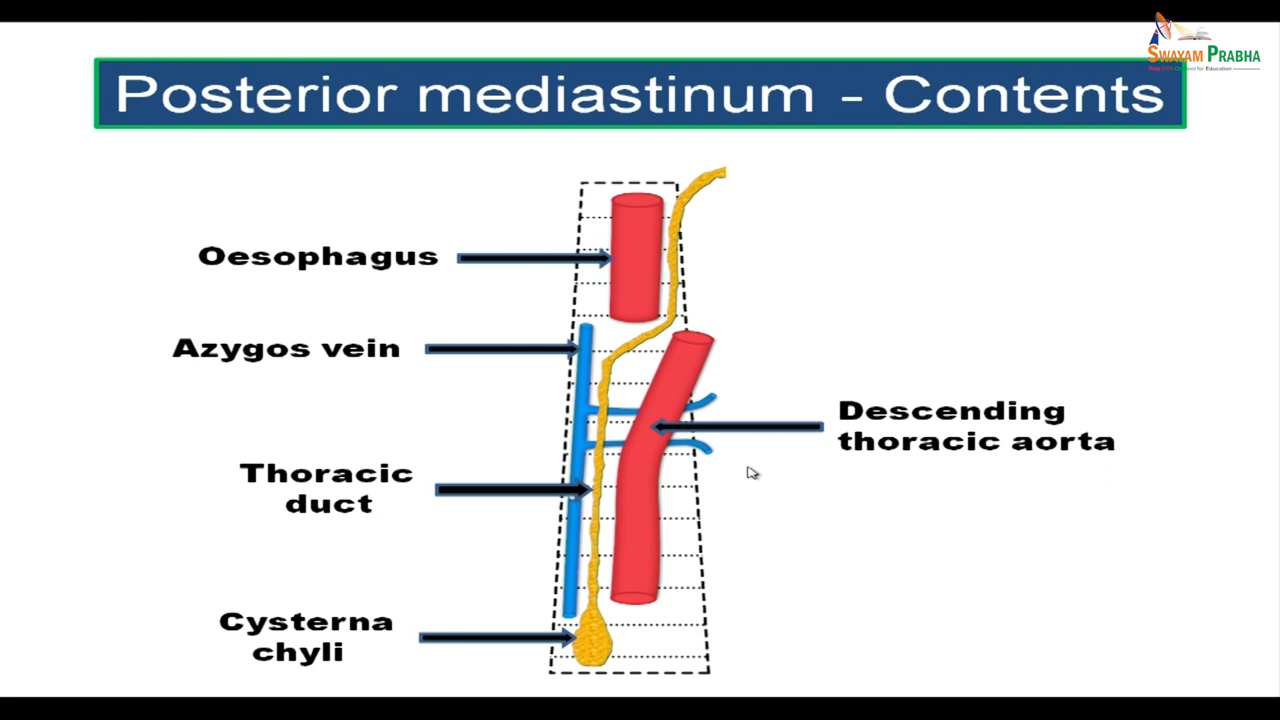 SWAYAM PRABHA
Posterior mediastinum - Contents
Oesophagus
Azygos vein
Descending
thoracic aorta
Thoracic
duct
Cysterna
chyli